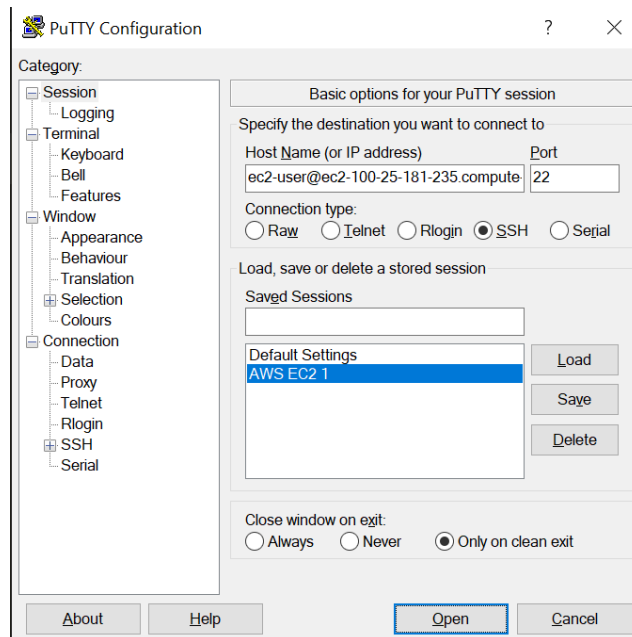 PuTTY Configuration ?
Category:
Session
Logging
Terminal
Keyboard
Bell
Features
Window
Appearance
Behaviour
Translation
Selection
Colours
Connection
Data
Proxy
Telnet
Rlogin
SSH
Serial
Basic options for your PuTTY session
Specify the destination you want to connect to
Host Name (or IP address) Port
ec2-user@ec2-100-25-181-235.compute- 22
Connection type:
Raw Telnet Rlogin SSH Serial
Load, save or delete a stored session
Saved Sessions
Default Settings
AWS EC2 1
Load
Save
Delete
Close window on exit:
Always Never Only on clean exit
About Help Open Cancel